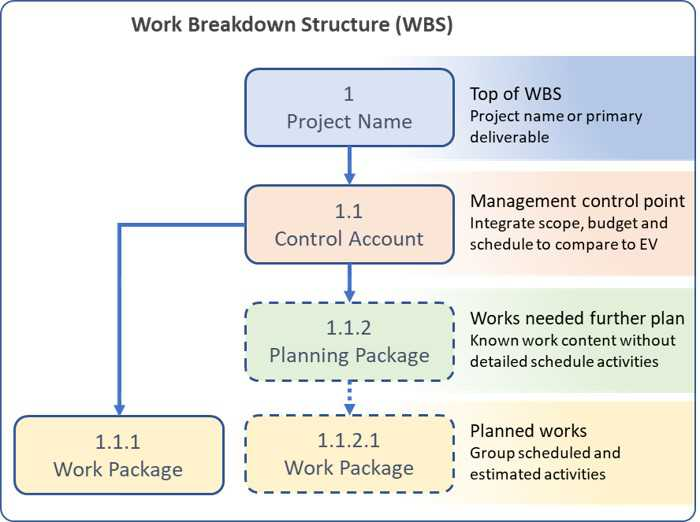 Work Breakdown Structure (WBS)
1
Project Name
Top of WBS
Project name or primary
deliverable
1.1
Control Account
Management control point
Integrate scope, budget and
schedule to compare to EV
1.1.2
Planning Package
Works needed further plan
Known work content without
detailed schedule activities
1.1.1
Work Package
1.1.2.1
Work Package
Planned works
Group scheduled and
estimated activities